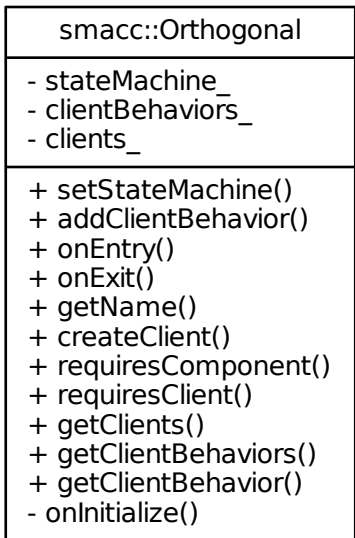 smacc::Orthogonal
- stateMachine_
- clientBehaviors_
- clients_
+ setStateMachine()
+ addClientBehavior()
+ onEntry()
+ onExit()
+ getName()
+ createClient()
+ requiresComponent()
+ requiresClient()
+ getClients()
+ getClientBehaviors()
+ getClientBehavior()
- onInitialize()